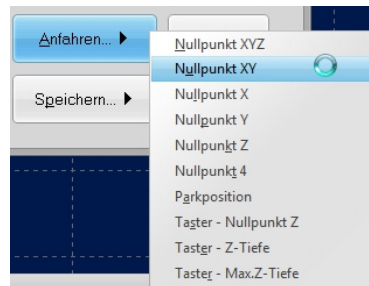 Anfahren...
Speichern...
Nullpunkt XYZ
Nullpunkt XY
Nullpunkt X
Nullpunkt Y
Nullpunkt Z
Nullpunkt 4
Parkposition
Taster - Nullpunkt Z
Taster - Z-Tiefe
Taster - Max.Z-Tiefe